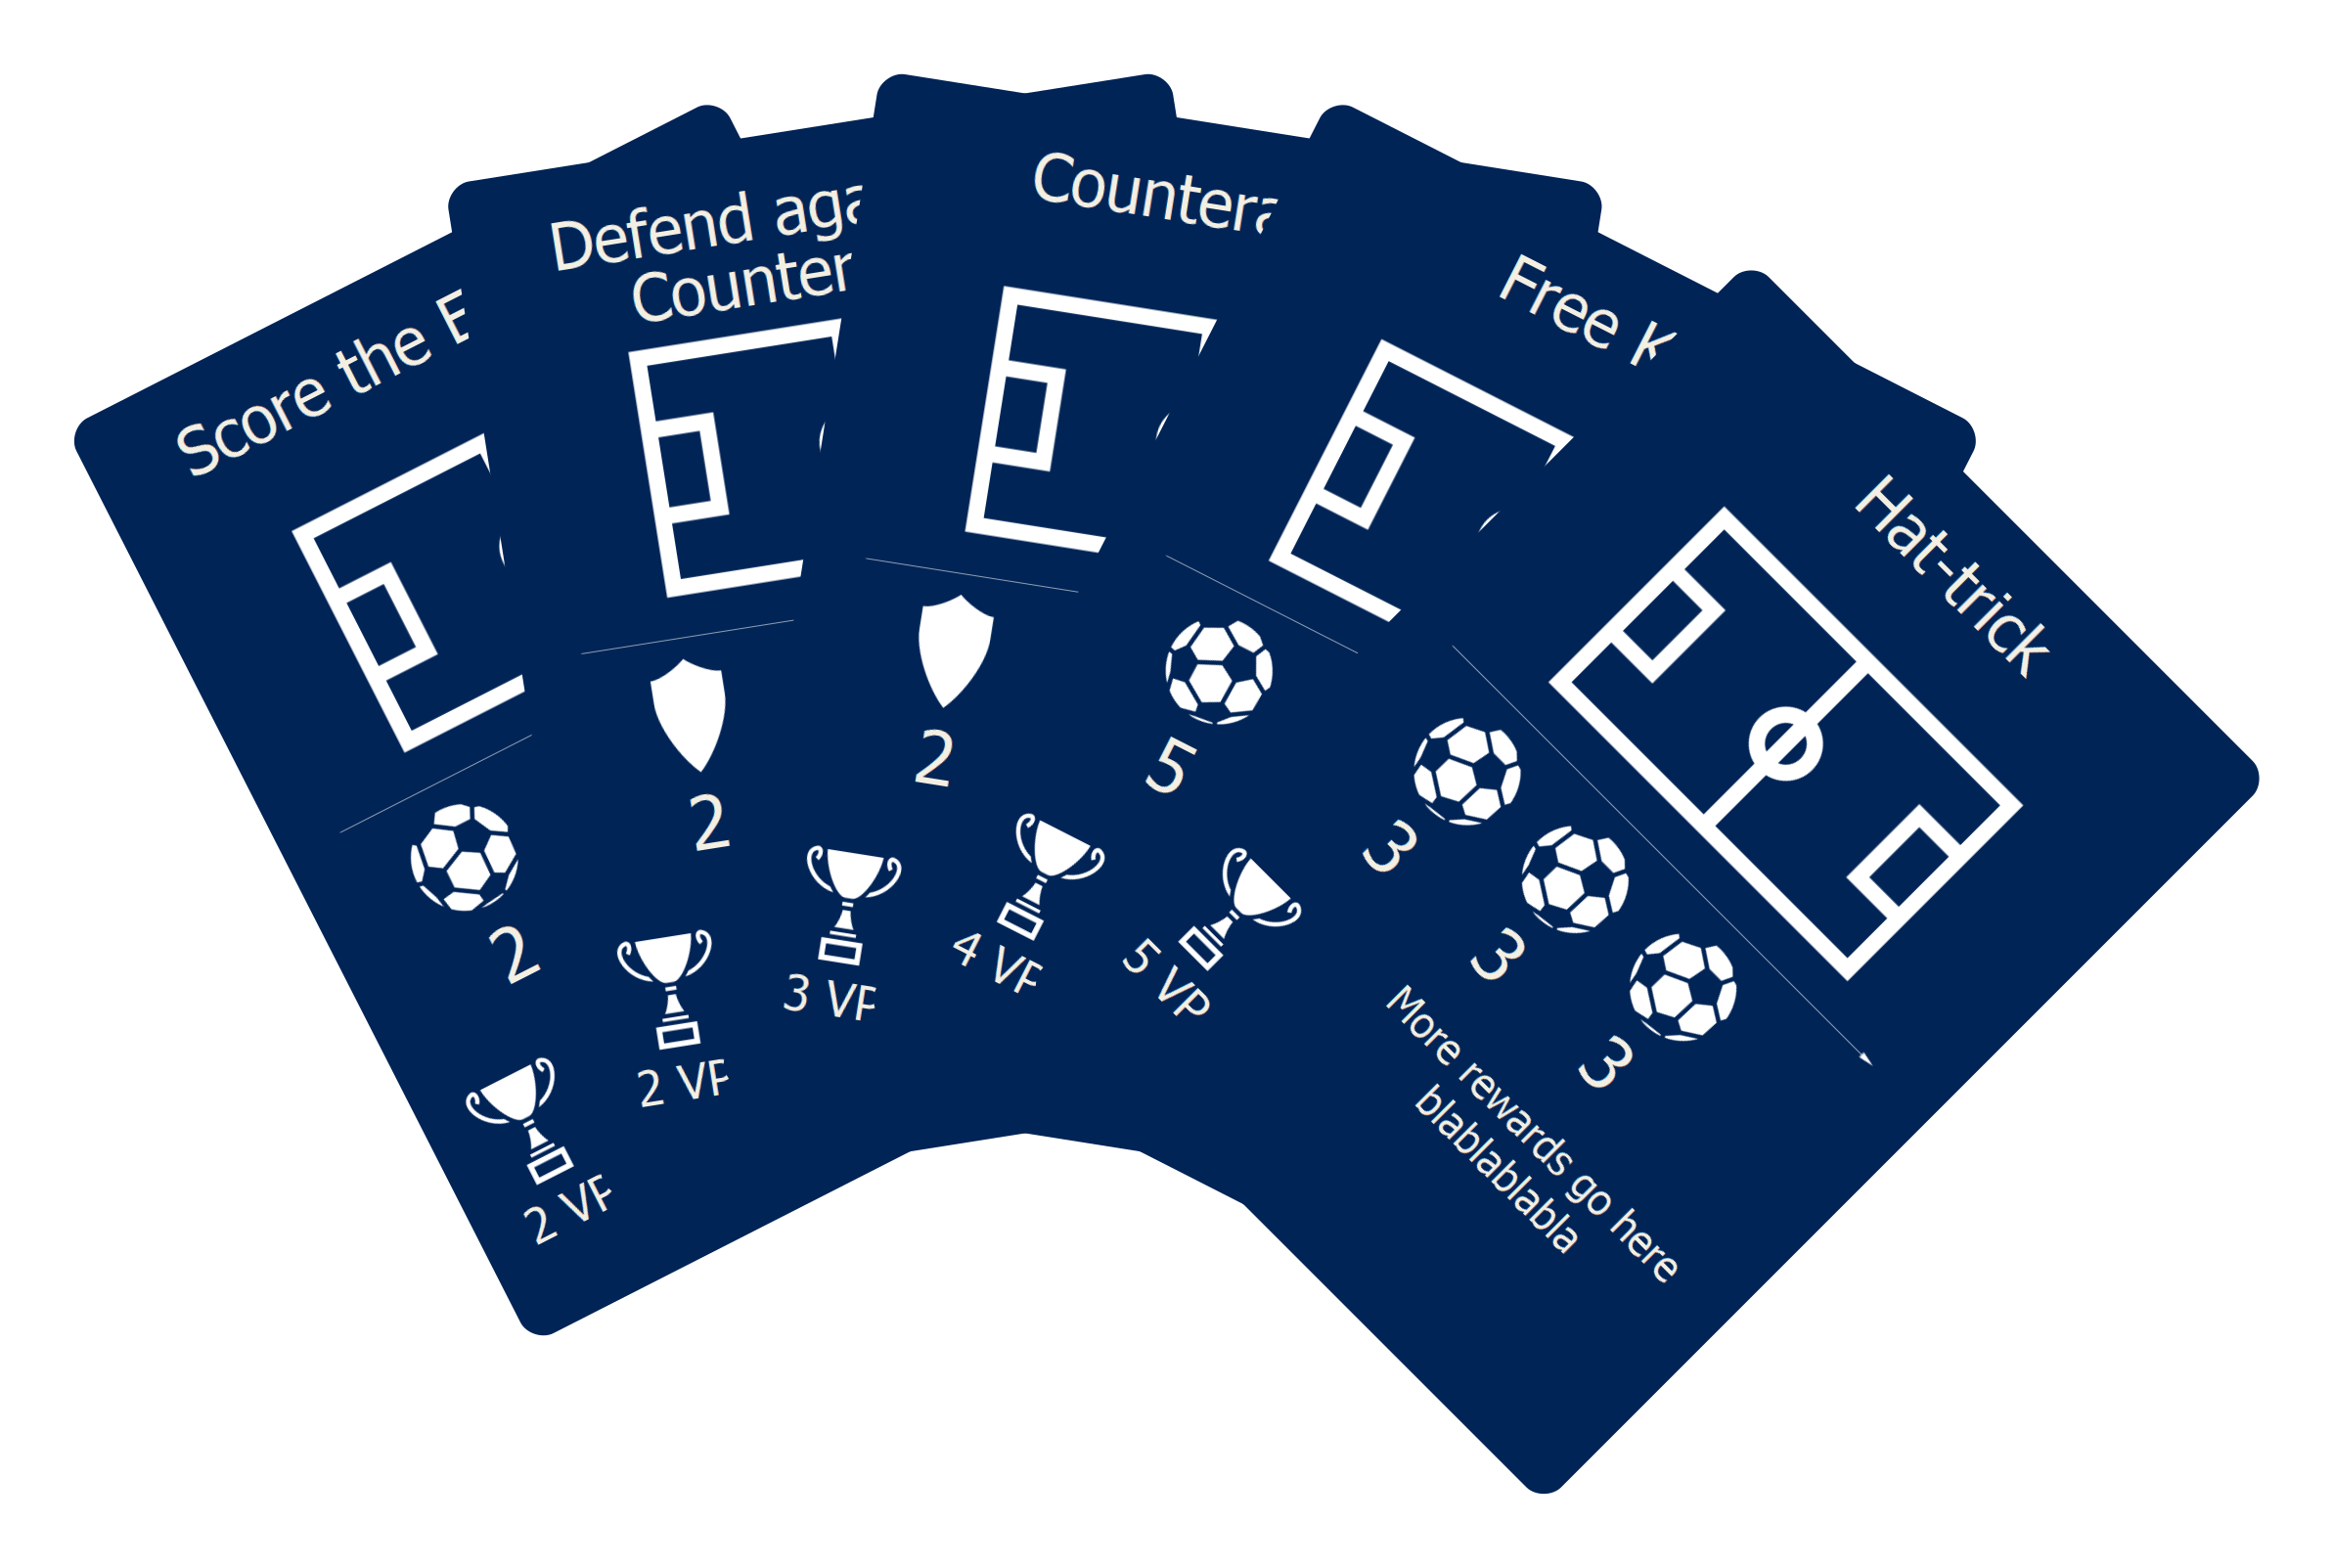 Score the
2
2 VP
Defend aga
Counter
2
2 VP
Countera
2
3 VP
Free k
5
4 VP
Hat-trick
3
3
3
5 VP
More rewards go here
blablablabla